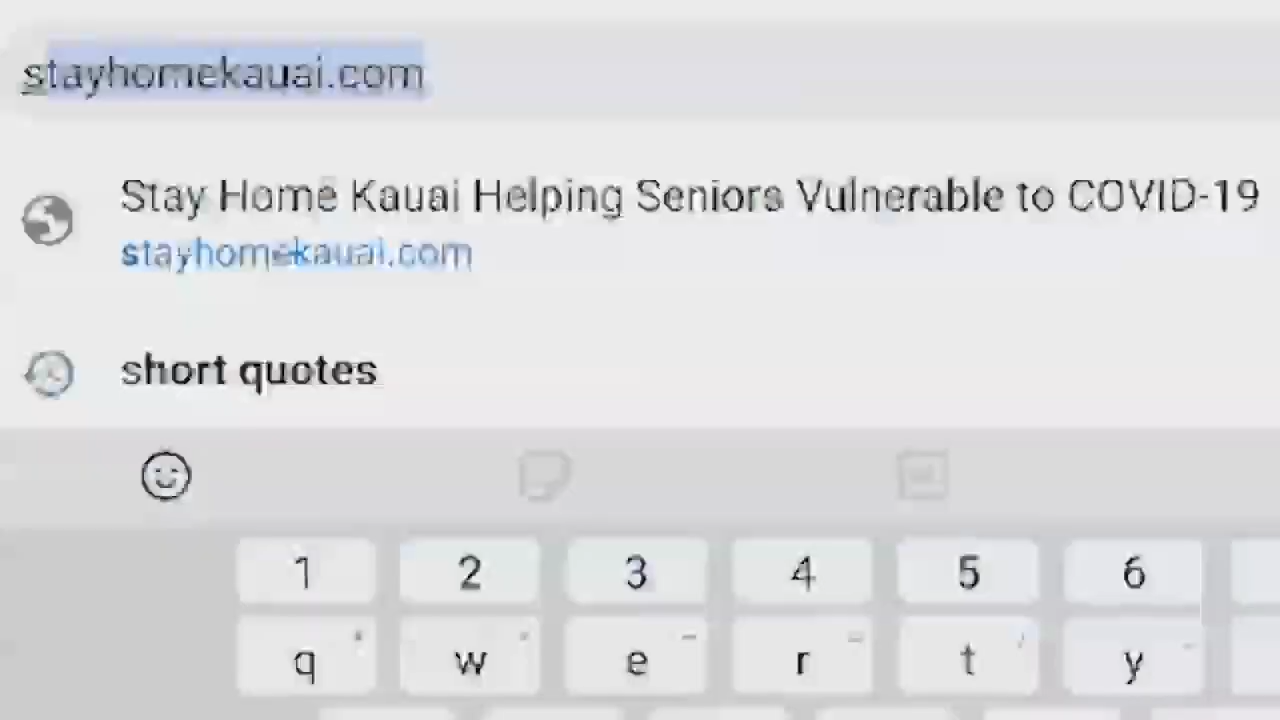 stayhomekauai.com
Stay Home Kauai Helping Seniors Vulnerable to COVID-19
stayhomekauai.com
short quotes
1 2 3 4 5 6
q w e r t y